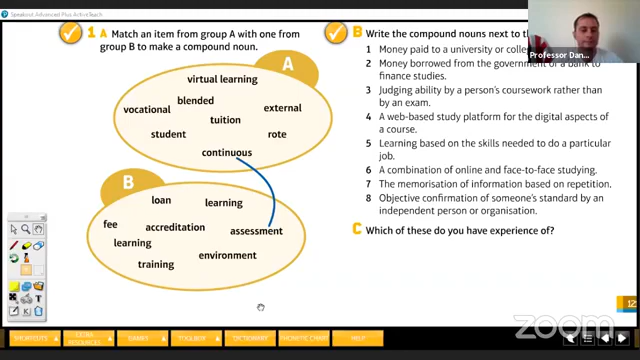 Speakout Advanced Plus ActiveTeach
1 A Match an item from group A with one from
group B to make a compound noun.
A
virtual learning
blended
vocational
external
tuition
student
rote
continuous
B
loan
learning
fee
accreditation
assessment
learning
environment
training
B Write the compound nouns next to th
1 Money paid to a university or colle
2 Money borrowed from the government or a bank to
finance studies.
3 Judging ability by a person's coursework rather than
by an exam.
4 A web-based study platform for the digital aspects of
a course.
5 Learning based on the skills needed to do a particular
job.
6 A combination of online and face-to-face studying.
7 The memorisation of information based on repetition.
8 Objective confirmation of someone's standard by an
independent person or organisation.
C Which of these do you have experience of?
Professor Dan
12
zoom
SHORTCUTS
EXTRA RESOURCES
GAMES
TOOLBOX
DICTIONARY
PHONETIC CHART
HELP